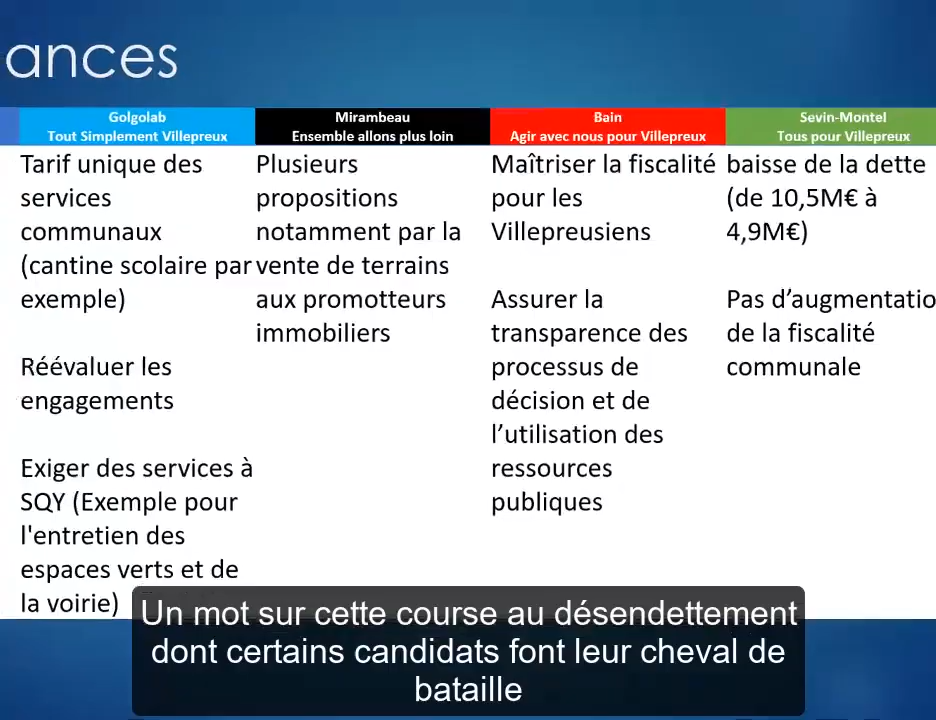 ances
Golgolab
Tout Simplement Villepreux
Tarif unique des
services
communaux
(cantine scolaire par
exemple)
Réévaluer les
engagements
Exiger des services à
SQY (Exemple pour
l'entretien des
espaces verts et de
la voirie)
Mirambeau
Ensemble allons plus loin
Plusieurs
propositions
notamment par la
vente de terrains
aux promotteurs
immobiliers
Bain
Agir avec nous pour Villepreux
Maîtriser la fiscalité
pour les
Villepreusiens
Assurer la
transparence des
processus de
décision et de
l’utilisation des
ressources
publiques
Sevin-Montel
Tous pour Villepreux
baisse de la dette
(de 10,5M€ à
4,9M€)
Pas d’augmentatio
de la fiscalité
communale
Un mot sur cette course au désendettement
dont certains candidats font leur cheval de
bataille